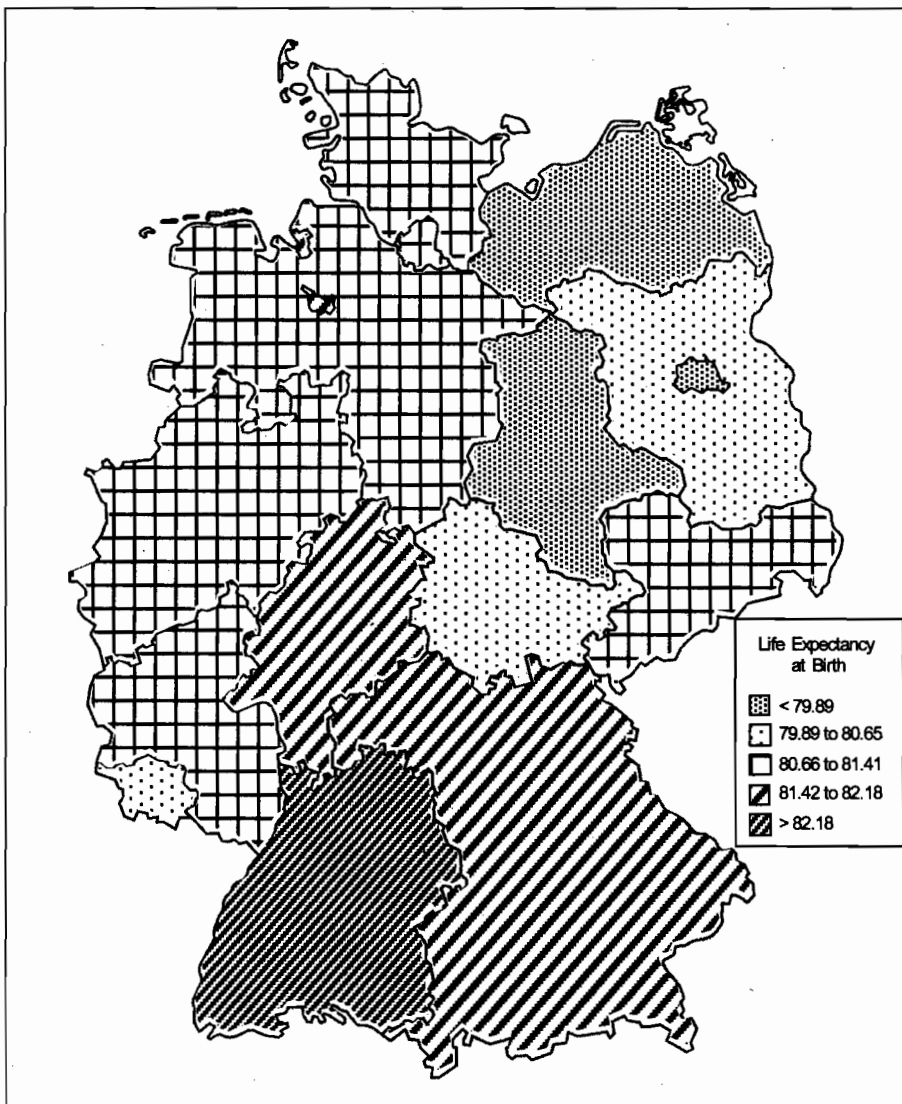 Life Expectancy
at Birth
< 79.89
79.89 to 80.65
80.66 to 81.41
81.42 to 82.18
> 82.18